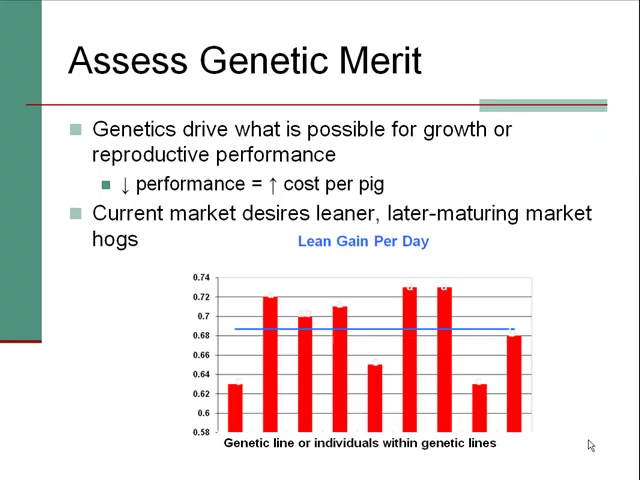 Assess Genetic Merit
Genetics drive what is possible for growth or
reproductive performance
↓ performance = ↑ cost per pig
Current market desires leaner, later-maturing market
hogs
Lean Gain Per Day
0.74
0.72
0.7
0.68
0.66
0.64
0.62
0.6
0.58
Genetic line or individuals within genetic lines